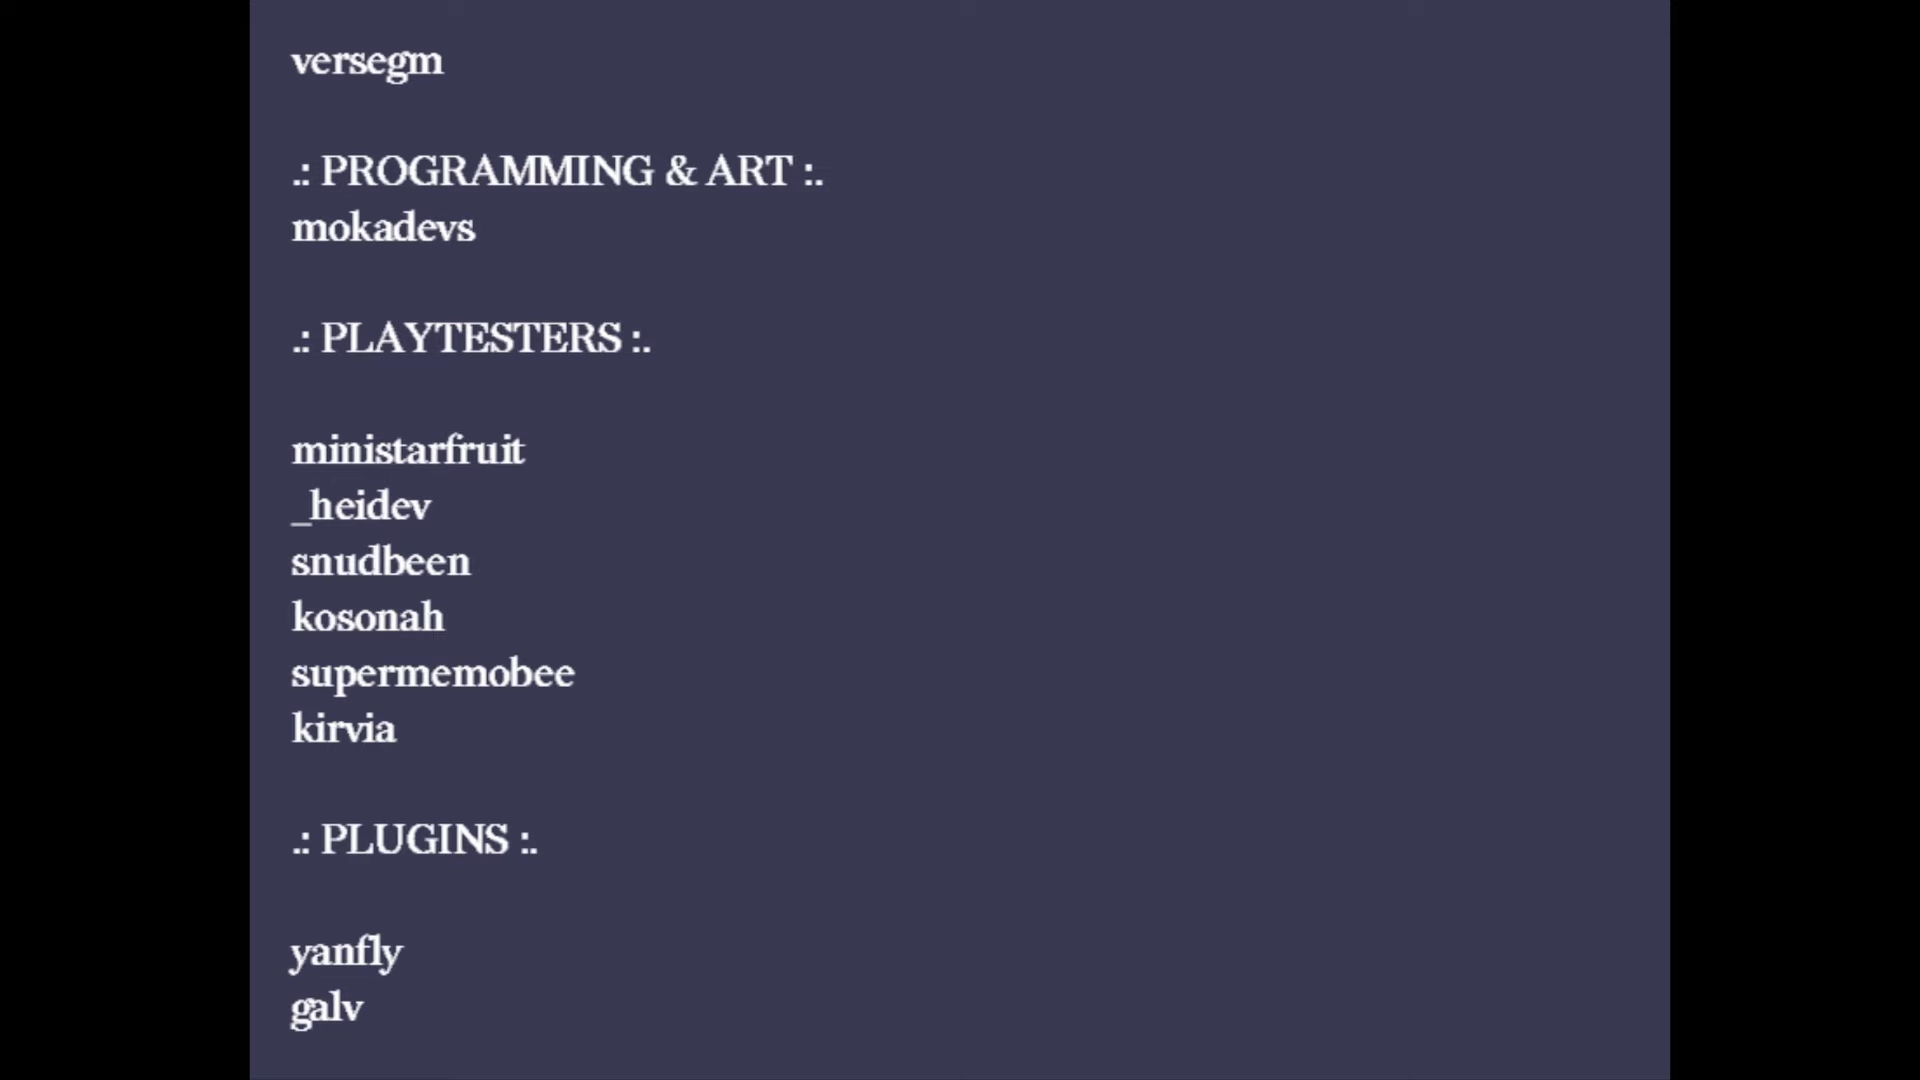 versegm
.: PROGRAMMING & ART :.
mokadevs
.: PLAYTESTERS :.
ministarfruit
_heidev
snudbeen
kosonah
supermemobee
kirvia
.: PLUGINS :.
yanfly
galv